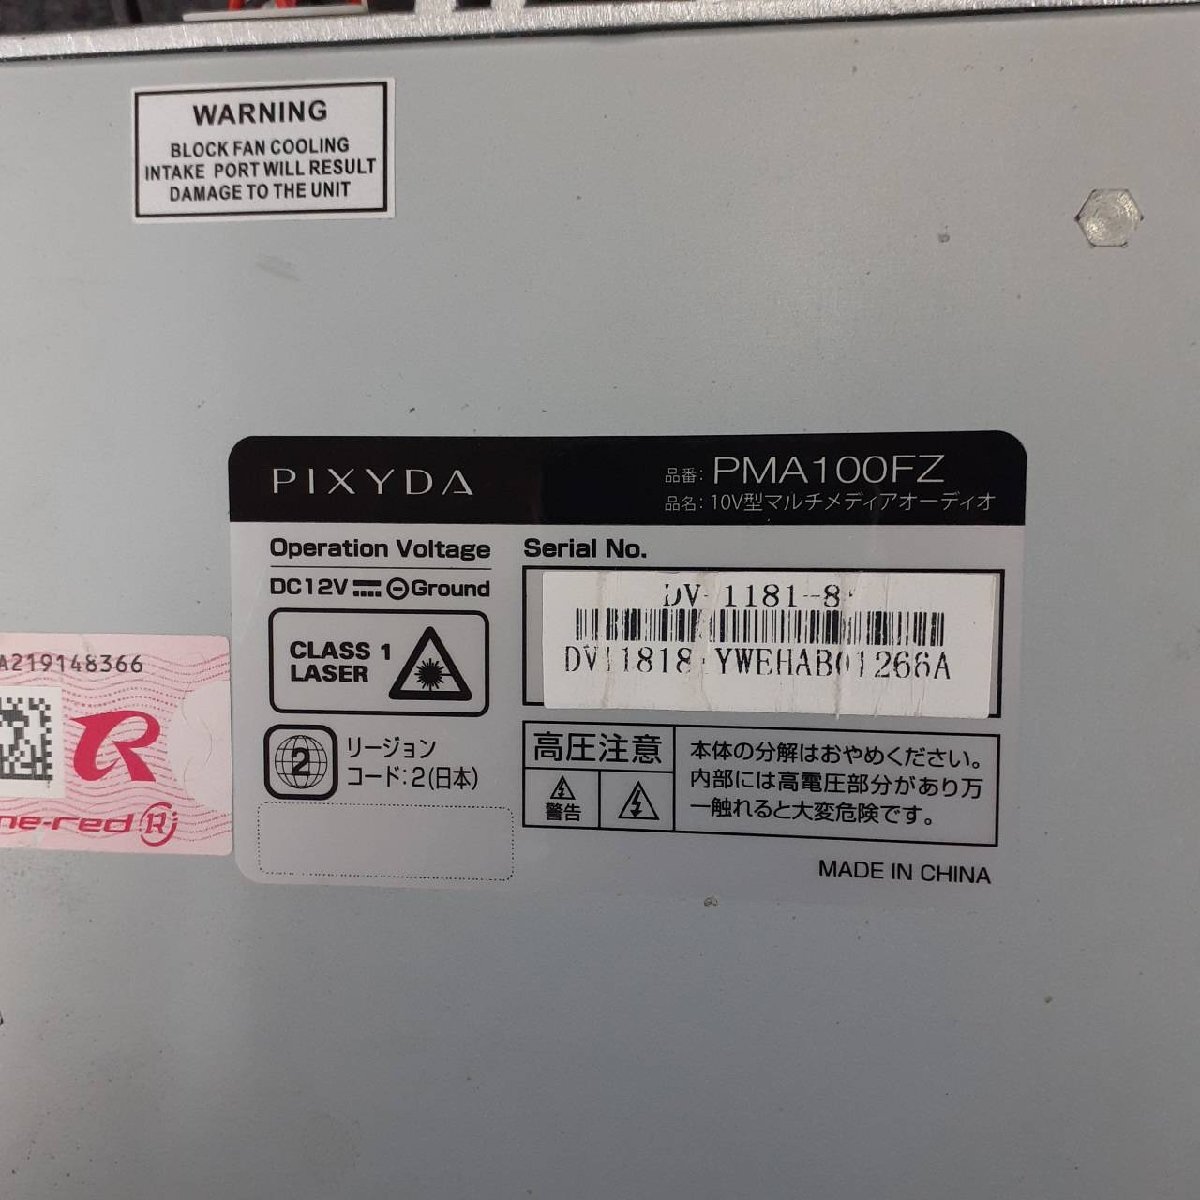 WARNING
BLOCK FAN COOLING
INTAKE PORT WILL RESULT
DAMAGE TO THE UNIT
PIXYDA
品番: PMA100FZ
品名: 10V型マルチメディアオーディオ
Operation Voltage
DC12V Ground
CLASS 1
LASER
2
リージョン
コード:2(日本)
Serial No.
DV-1181-8
DV11818-YWEHAB01266A
高圧注意
警告
本体の分解はおやめください。
内部には高電圧部分があり万
一触れると大変危険です。
MADE IN CHINA
A219148366
R
ne-red R